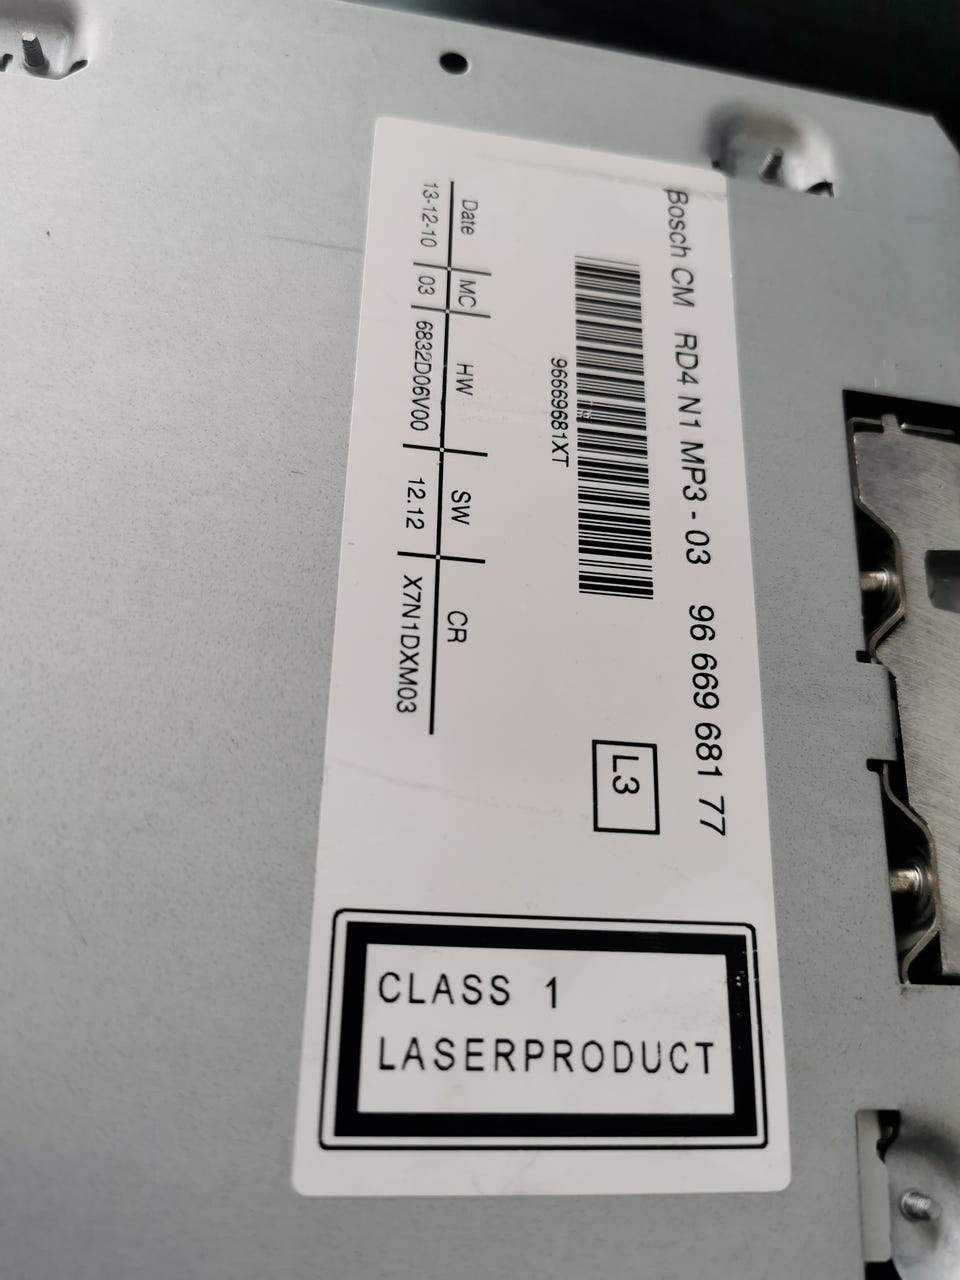 Bosch CM RD4 N1 MP3 - 03 96 669 681 77
96669681XT
L3
Date MC HW SW CR
13-12-10 03 6832D06V00 12.12 X7N1DXM03
CLASS 1
LASERPRODUCT